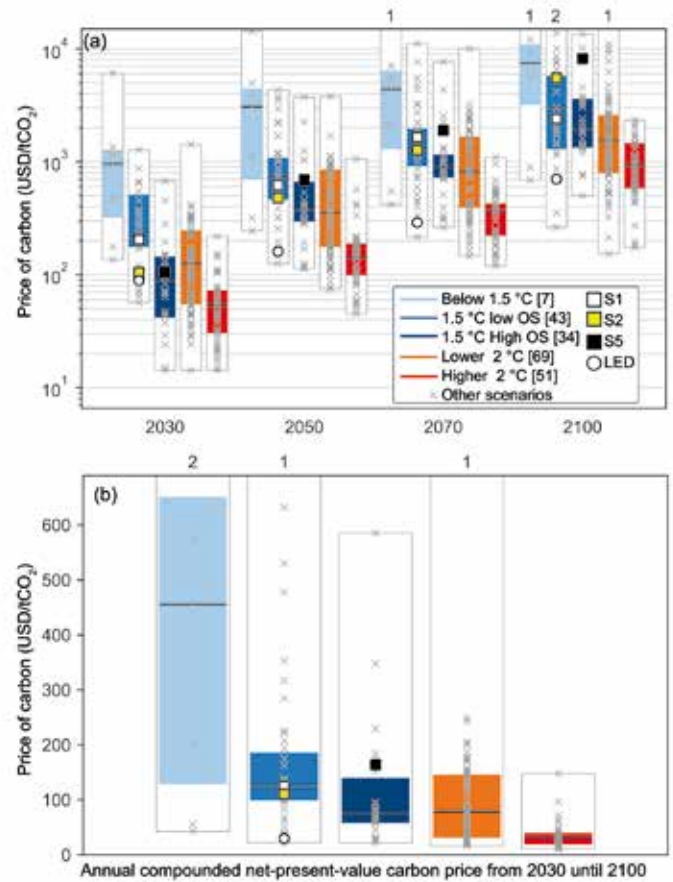 1 1 2 1
(a)
10⁴
10³
10²
10¹
Price of carbon (USD/tCO₂)
Below 1.5 °C [7]
1.5 °C low OS [43]
1.5 °C High OS [34]
Lower 2 °C [69]
Higher 2 °C [51]
× Other scenarios
S1
S2
S5
LED
2030 2050 2070 2100
2 1 1
(b)
600
500
400
300
200
100
0
Price of carbon (USD/tCO₂)
Annual compounded net-present-value carbon price from 2030 until 2100